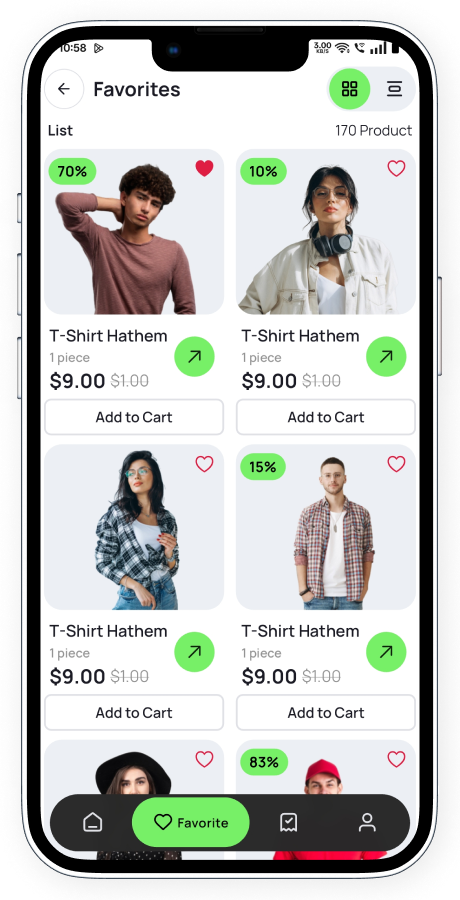 10:58
3.00
KB/S
Favorites
List
170 Product
70%
10%
T-Shirt Hathem
1 piece
$9.00 $1.00
Add to Cart
T-Shirt Hathem
1 piece
$9.00 $1.00
Add to Cart
15%
T-Shirt Hathem
1 piece
$9.00 $1.00
Add to Cart
T-Shirt Hathem
1 piece
$9.00 $1.00
Add to Cart
83%
Favorite